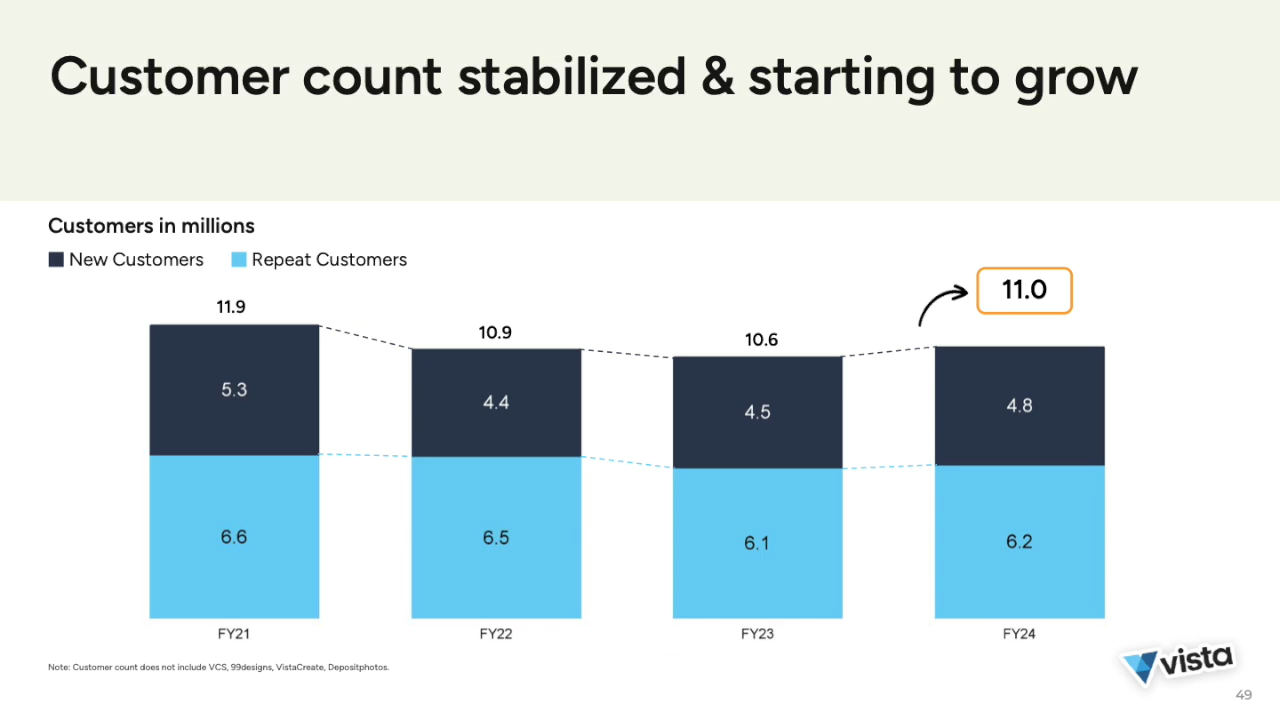 Customer count stabilized & starting to grow
Customers in millions
New Customers Repeat Customers
11.9
10.9
10.6
11.0
5.3
4.4
4.5
4.8
6.6
6.5
6.1
6.2
FY21
FY22
FY23
FY24
Note: Customer count does not include VCS, 99designs, VistaCreate, Depositphotos.
vista
49